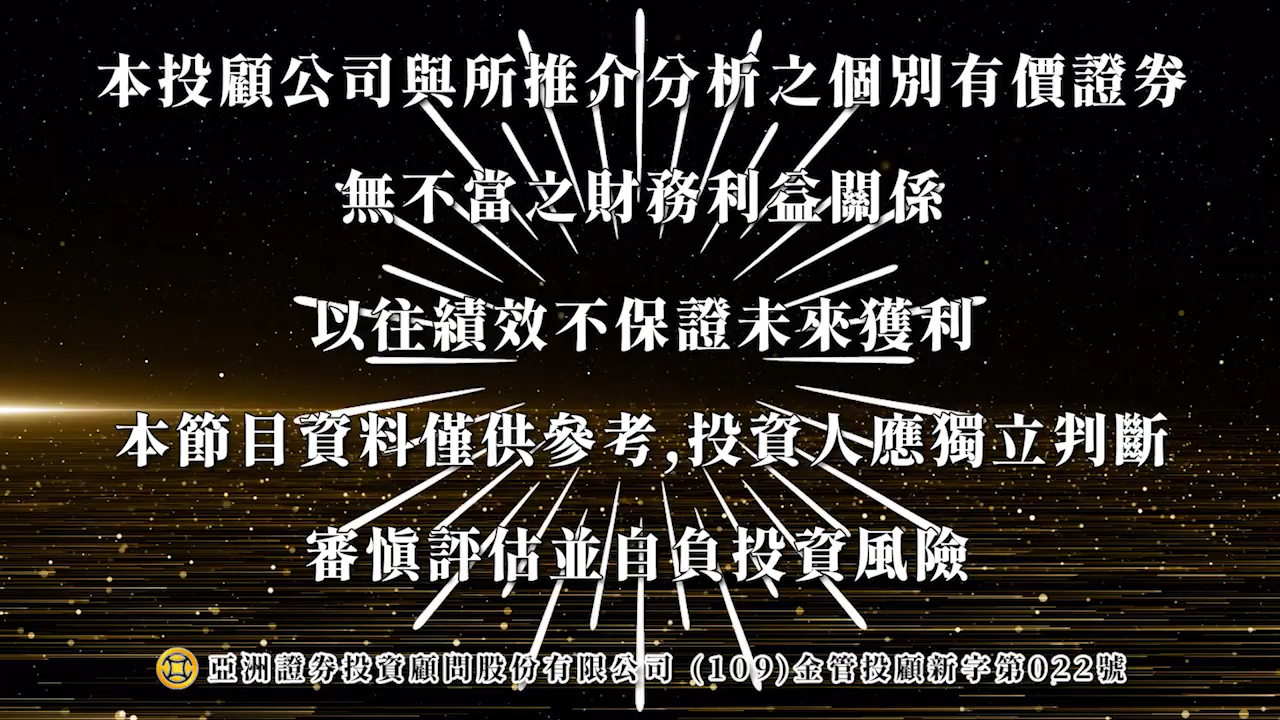 本投顧公司與所推介分析之個別有價證券
無不當之財務利益關係
以往績效不保證未來獲利
本節目資料僅供參考,投資人應獨立判斷
審慎評估並自負投資風險
亞洲證券投資顧問股份有限公司 (109)金管投顧新字第022號